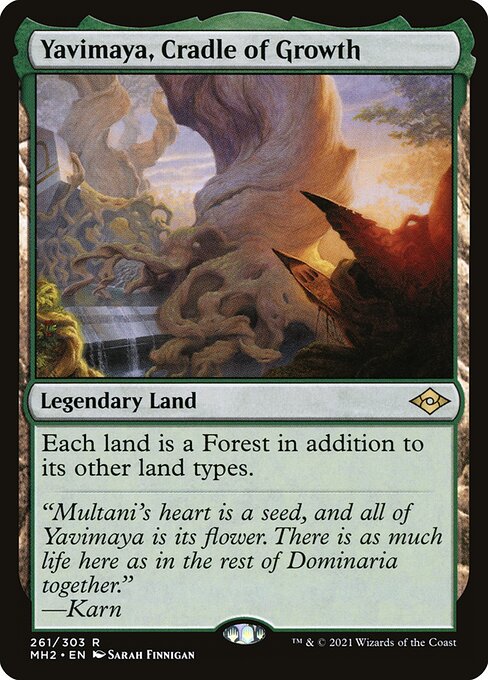 Yavimaya, Cradle of Growth
Legendary Land
Each land is a Forest in addition to
its other land types.
“Multani's heart is a seed, and all of
Yavimaya is its flower. There is as much
life here as in the rest of Dominaria
together.”
—Karn
261/303 R
MH2 • EN Sarah Finnigan
™ & © 2021 Wizards of the Coast